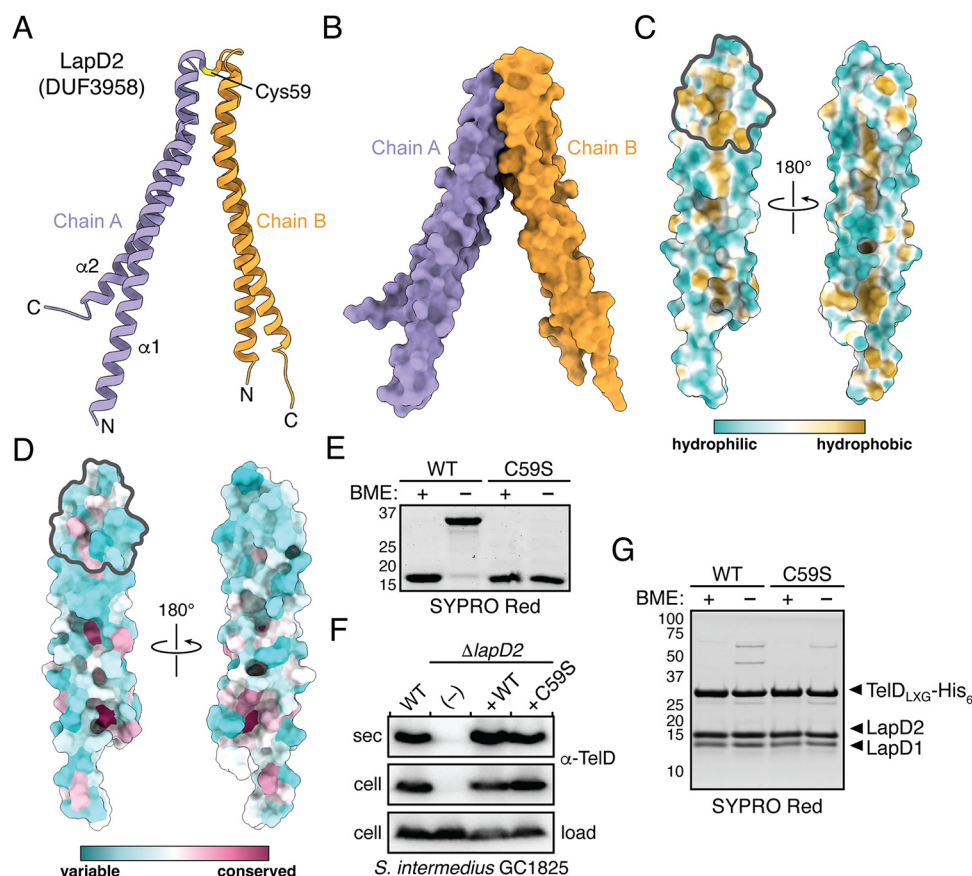 A
LapD2
(DUF3958)
Cys59
Chain A
Chain B
α2
C
α1
N
N
C
B
Chain A
Chain B
C
180°
hydrophilic
hydrophobic
D
180°
variable
conserved
E
WT
C59S
BME:
+
−
+
−
37
25
20
15
SYPRO Red
F
ΔlapD2
WT
(−)
+WT
+C59S
sec
α-TelD
cell
cell
load
S. intermedius GC1825
G
WT
C59S
BME:
+
−
+
−
100
75
50
37
25
20
15
10
TelDLXG-His6
LapD2
LapD1
SYPRO Red